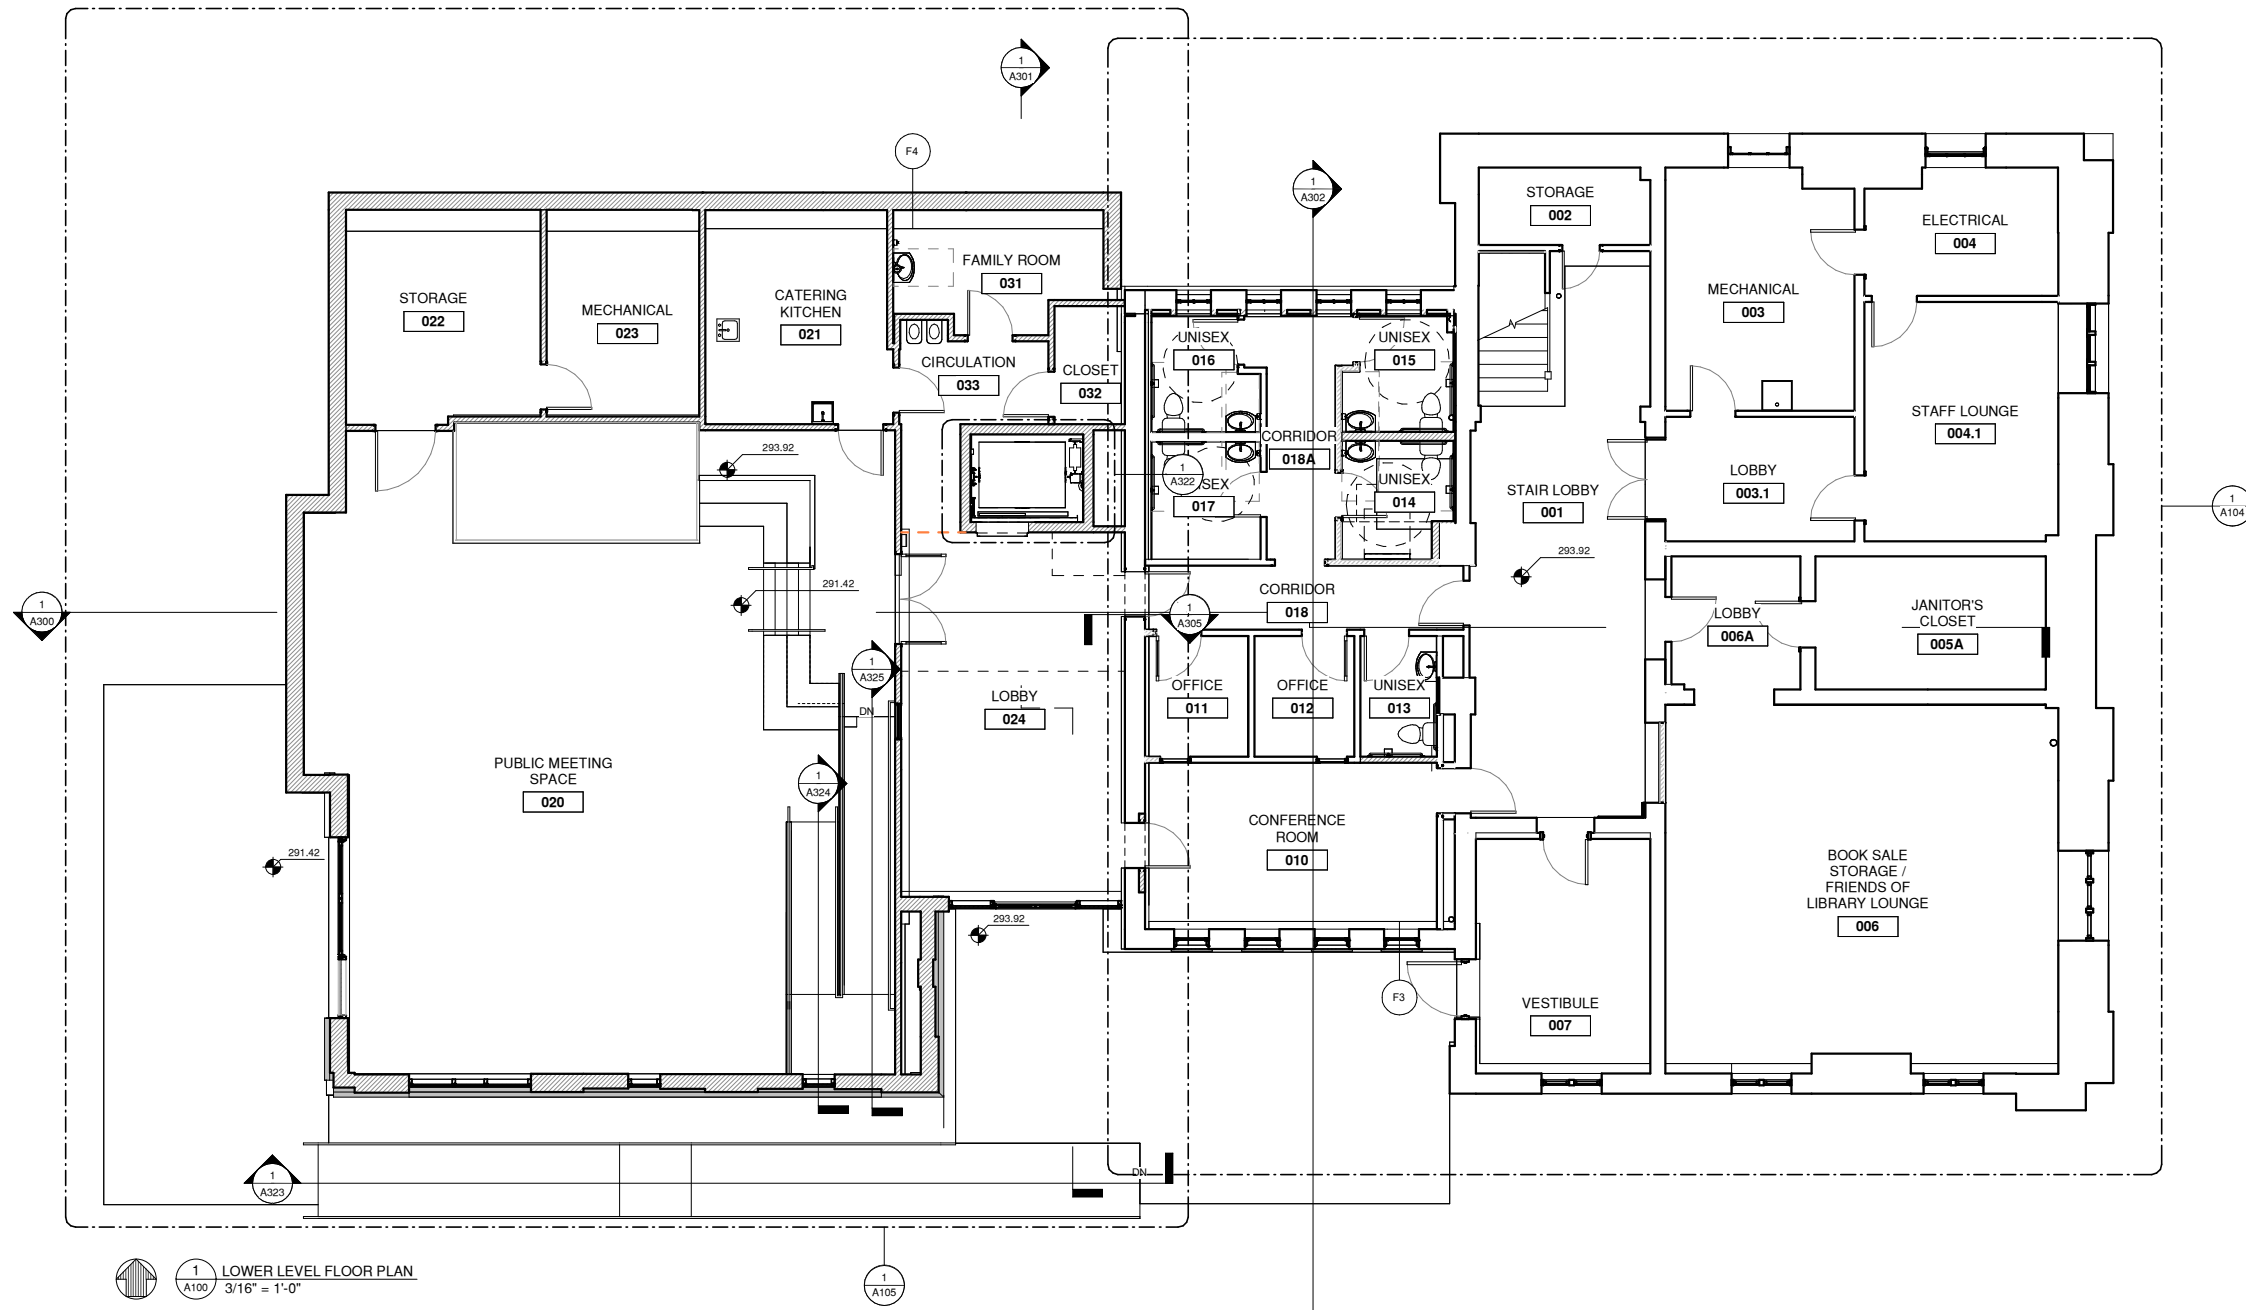 1
A301
F4
1
A302
STORAGE
002
ELECTRICAL
004
FAMILY ROOM
031
STORAGE
022
MECHANICAL
023
CATERING
KITCHEN
021
MECHANICAL
003
UNISEX
016
UNISEX
015
CIRCULATION
033
CLOSET
032
STAFF LOUNGE
004.1
CORRIDOR
018A
293.92
1
A322
LOBBY
003.1
UNISEX
017
UNISEX
014
STAIR LOBBY
001
1
A104
293.92
291.42
1
A300
CORRIDOR
018
1
A305
LOBBY
006A
JANITOR'S
CLOSET
005A
1
A325
OFFICE
011
OFFICE
012
UNISEX
013
LOBBY
024
DN
PUBLIC MEETING
SPACE
020
1
A324
CONFERENCE
ROOM
010
291.42
BOOK SALE
STORAGE /
FRIENDS OF
LIBRARY LOUNGE
006
293.92
F3
VESTIBULE
007
1
A323
DN
1
A100
LOWER LEVEL FLOOR PLAN
3/16" = 1'-0"
1
A105